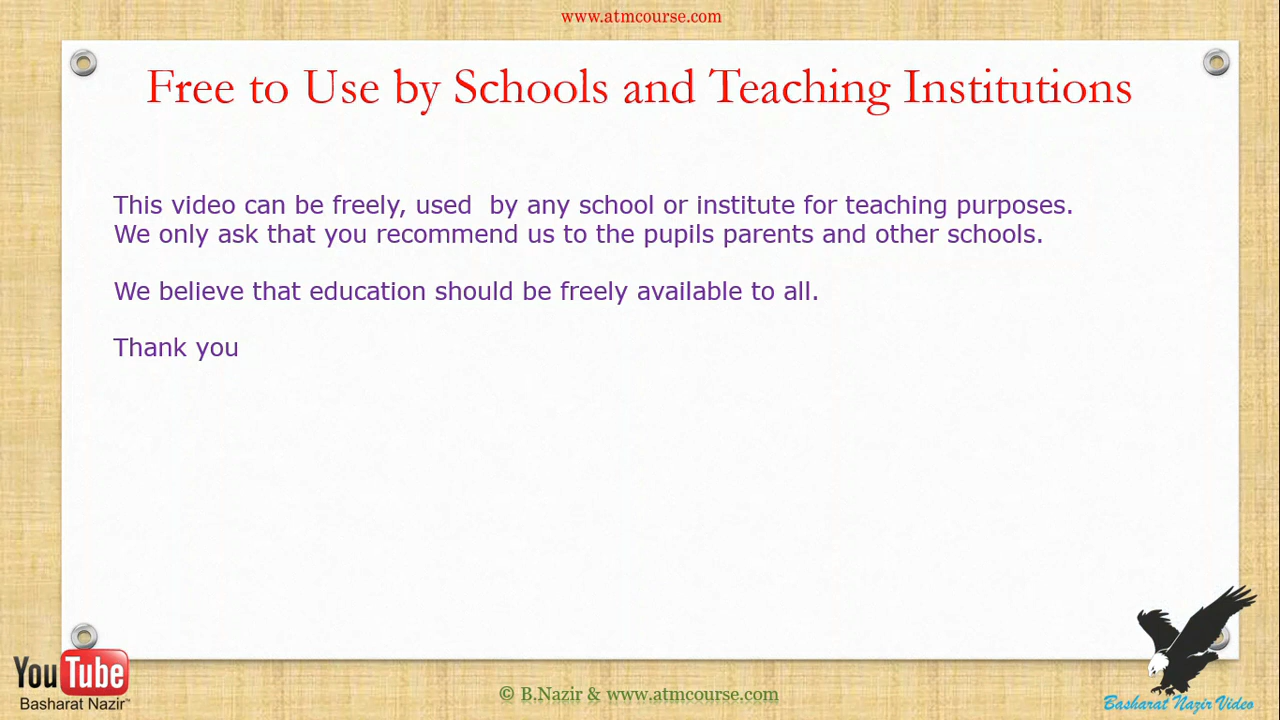 www.atmcourse.com
Free to Use by Schools and Teaching Institutions
This video can be freely, used  by any school or institute for teaching purposes.
We only ask that you recommend us to the pupils parents and other schools.
We believe that education should be freely available to all.
Thank you
YouTube
Basharat Nazir™
© B.Nazir & www.atmcourse.com
Basharat Nazir Video